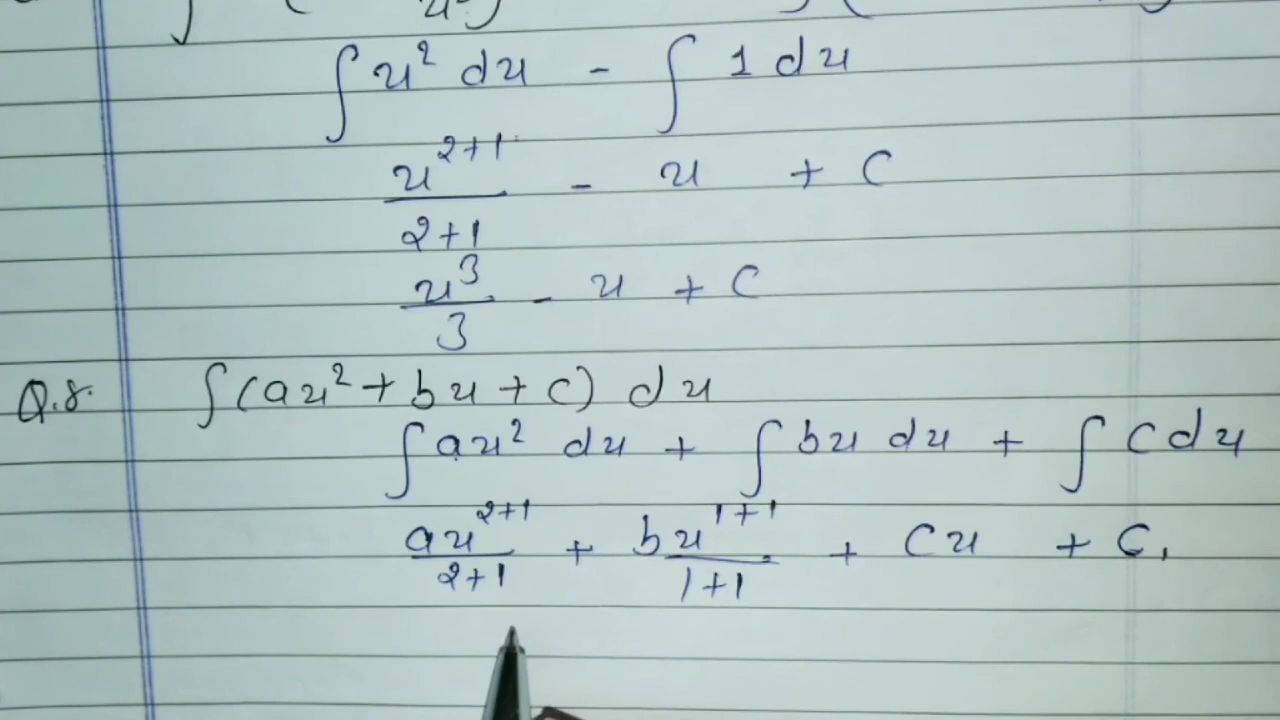 ∫ x² dx - ∫ 1 dx
x^(2+1)/(2+1) - x + C
x³/3 - x + C
Q.8. ∫(ax² + bx + c) dx
∫ ax² dx + ∫ bx dx + ∫ C dx
ax^(2+1)/(2+1) + bx^(1+1)/(1+1) + Cx + C₁